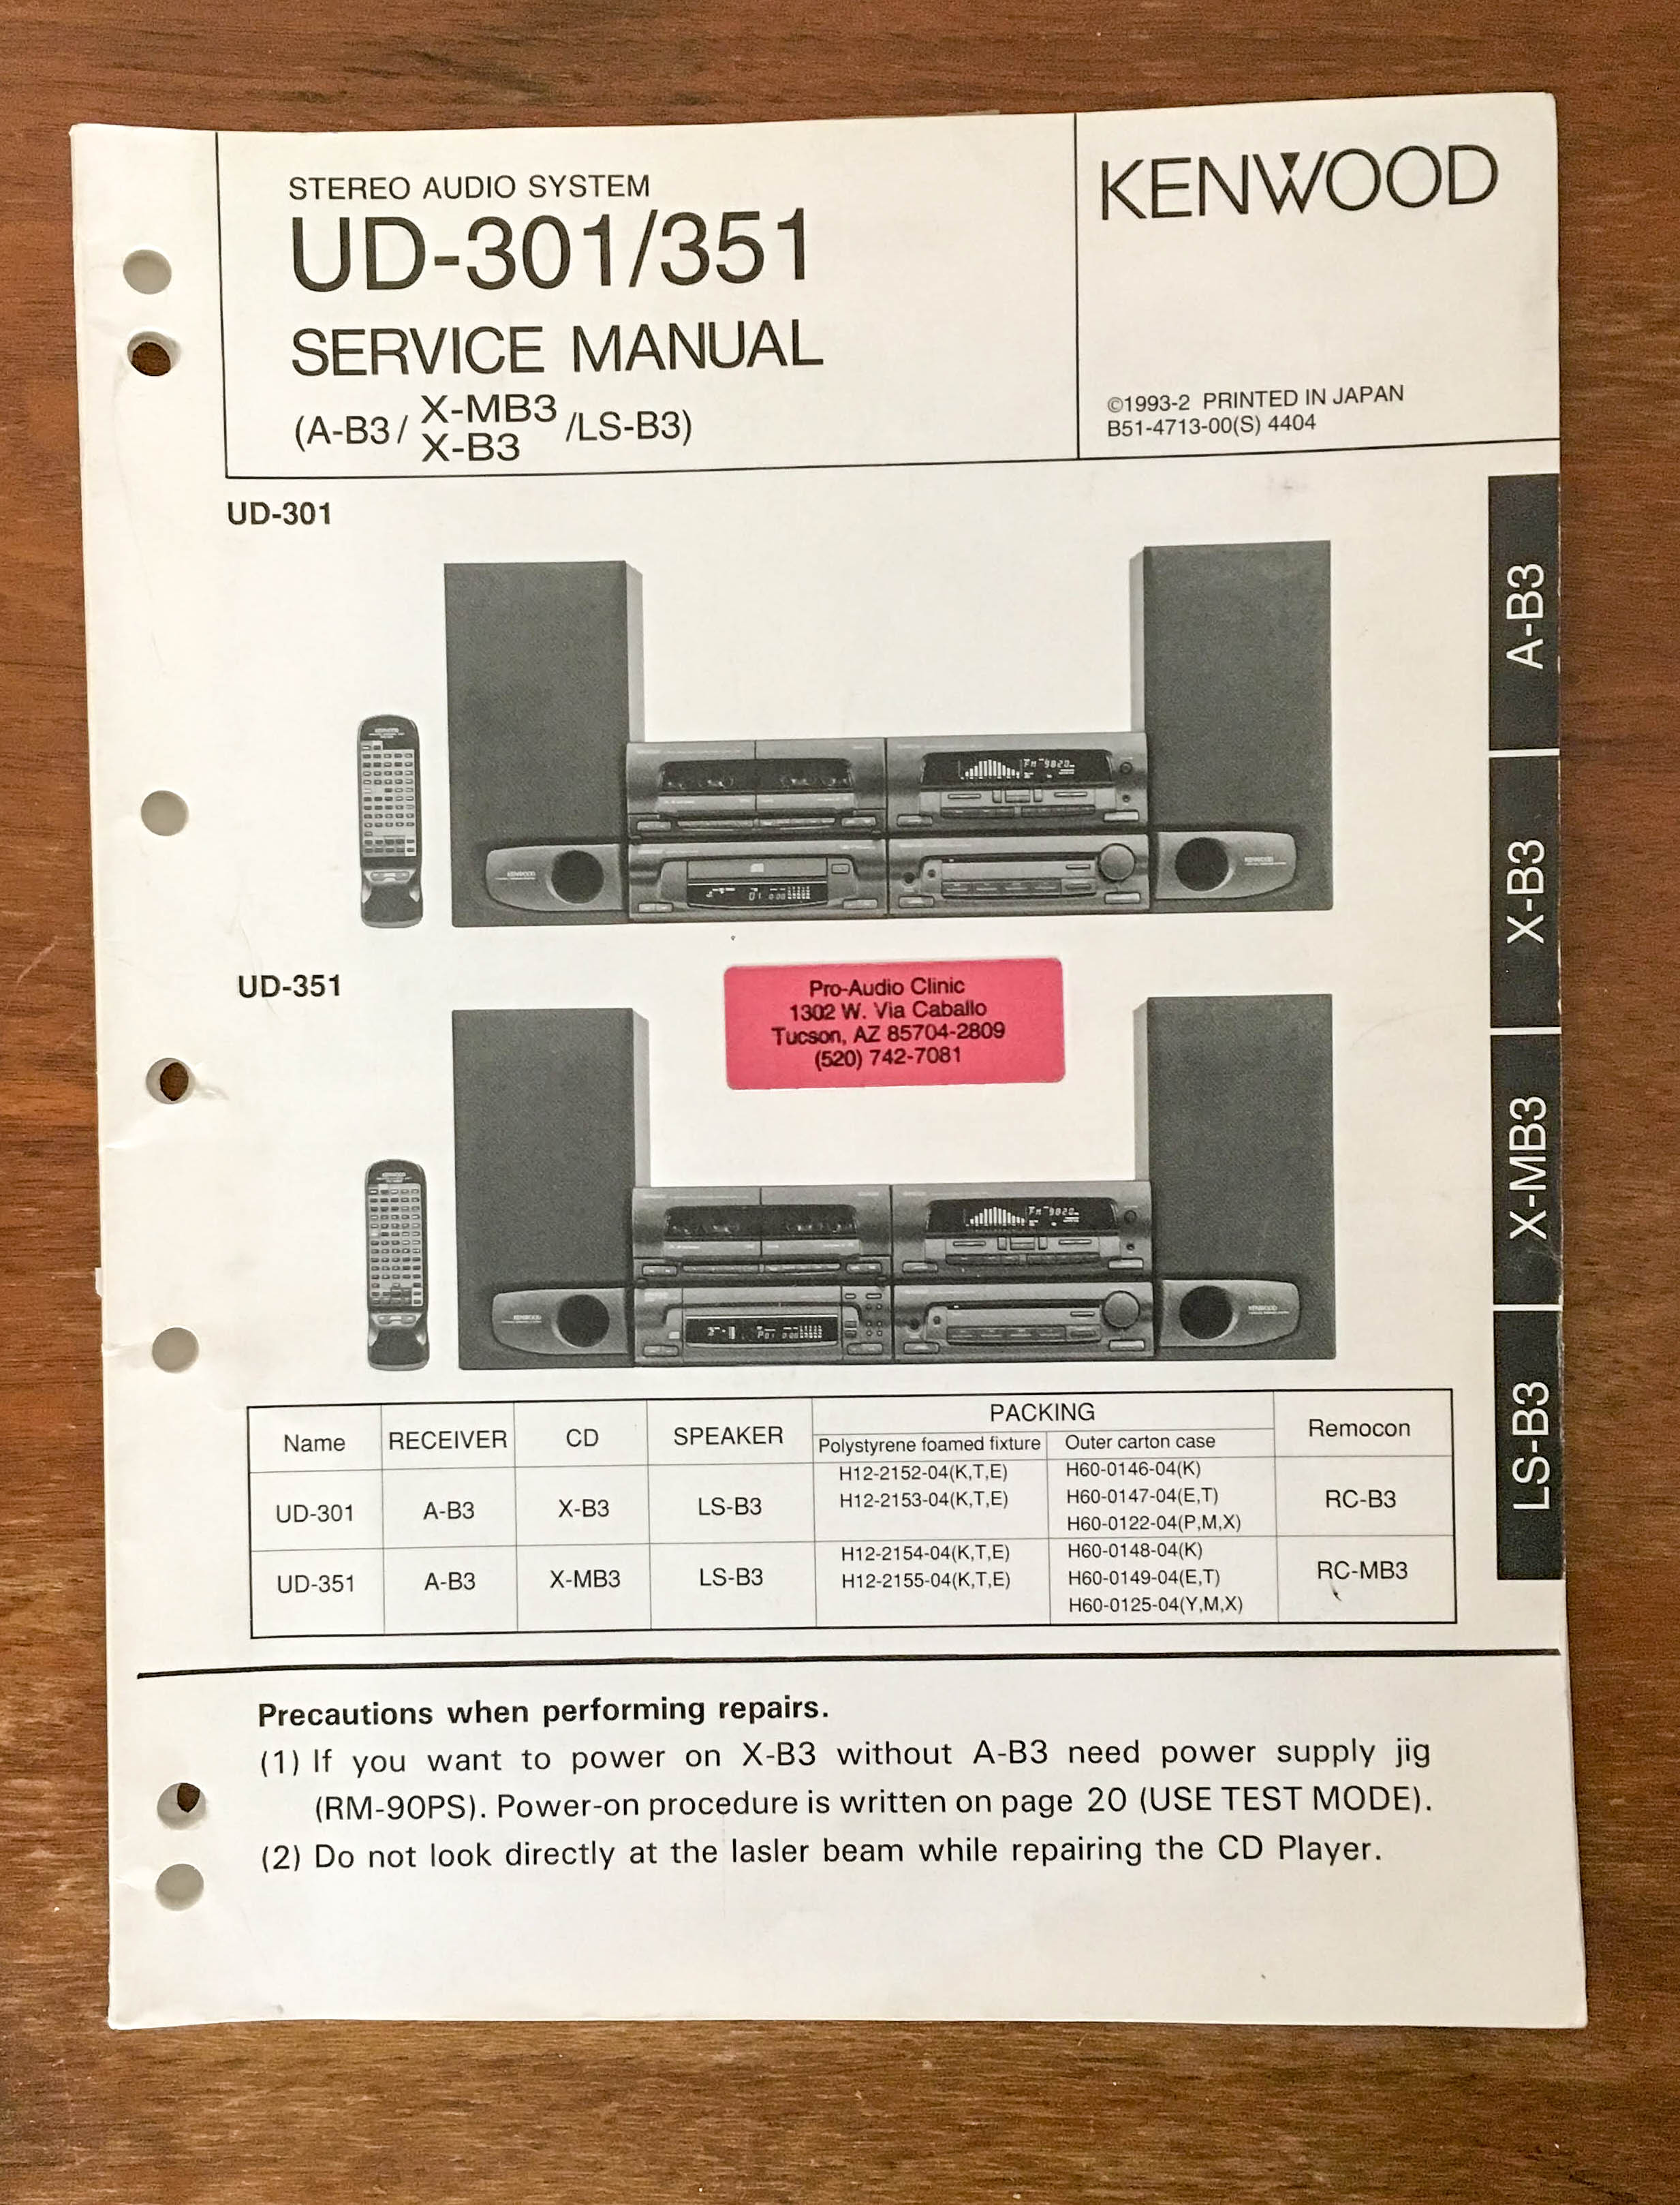 STEREO AUDIO SYSTEM
UD-301/351
SERVICE MANUAL
(A-B3/ X-MB3 /LS-B3)
X-B3
KENWOOD
©1993-2 PRINTED IN JAPAN
B51-4713-00(S) 4404
UD-301
KENWOOD
KENWOOD
UD-351
Pro-Audio Clinic
1302 W. Via Caballo
Tucson, AZ 85704-2809
(520) 742-7081
KENWOOD
KENWOOD
A-B3
X-B3
X-MB3
LS-B3
Name RECEIVER CD SPEAKER PACKING Remocon
Polystyrene foamed fixture Outer carton case
UD-301 A-B3 X-B3 LS-B3 H12-2152-04(K,T,E) H60-0146-04(K) RC-B3
H12-2153-04(K,T,E) H60-0147-04(E,T)
H60-0122-04(P,M,X)
UD-351 A-B3 X-MB3 LS-B3 H12-2154-04(K,T,E) H60-0148-04(K) RC-MB3
H12-2155-04(K,T,E) H60-0149-04(E,T)
H60-0125-04(Y,M,X)
Precautions when performing repairs.
(1) If you want to power on X-B3 without A-B3 need power supply jig
(RM-90PS). Power-on procedure is written on page 20 (USE TEST MODE).
(2) Do not look directly at the lasler beam while repairing the CD Player.